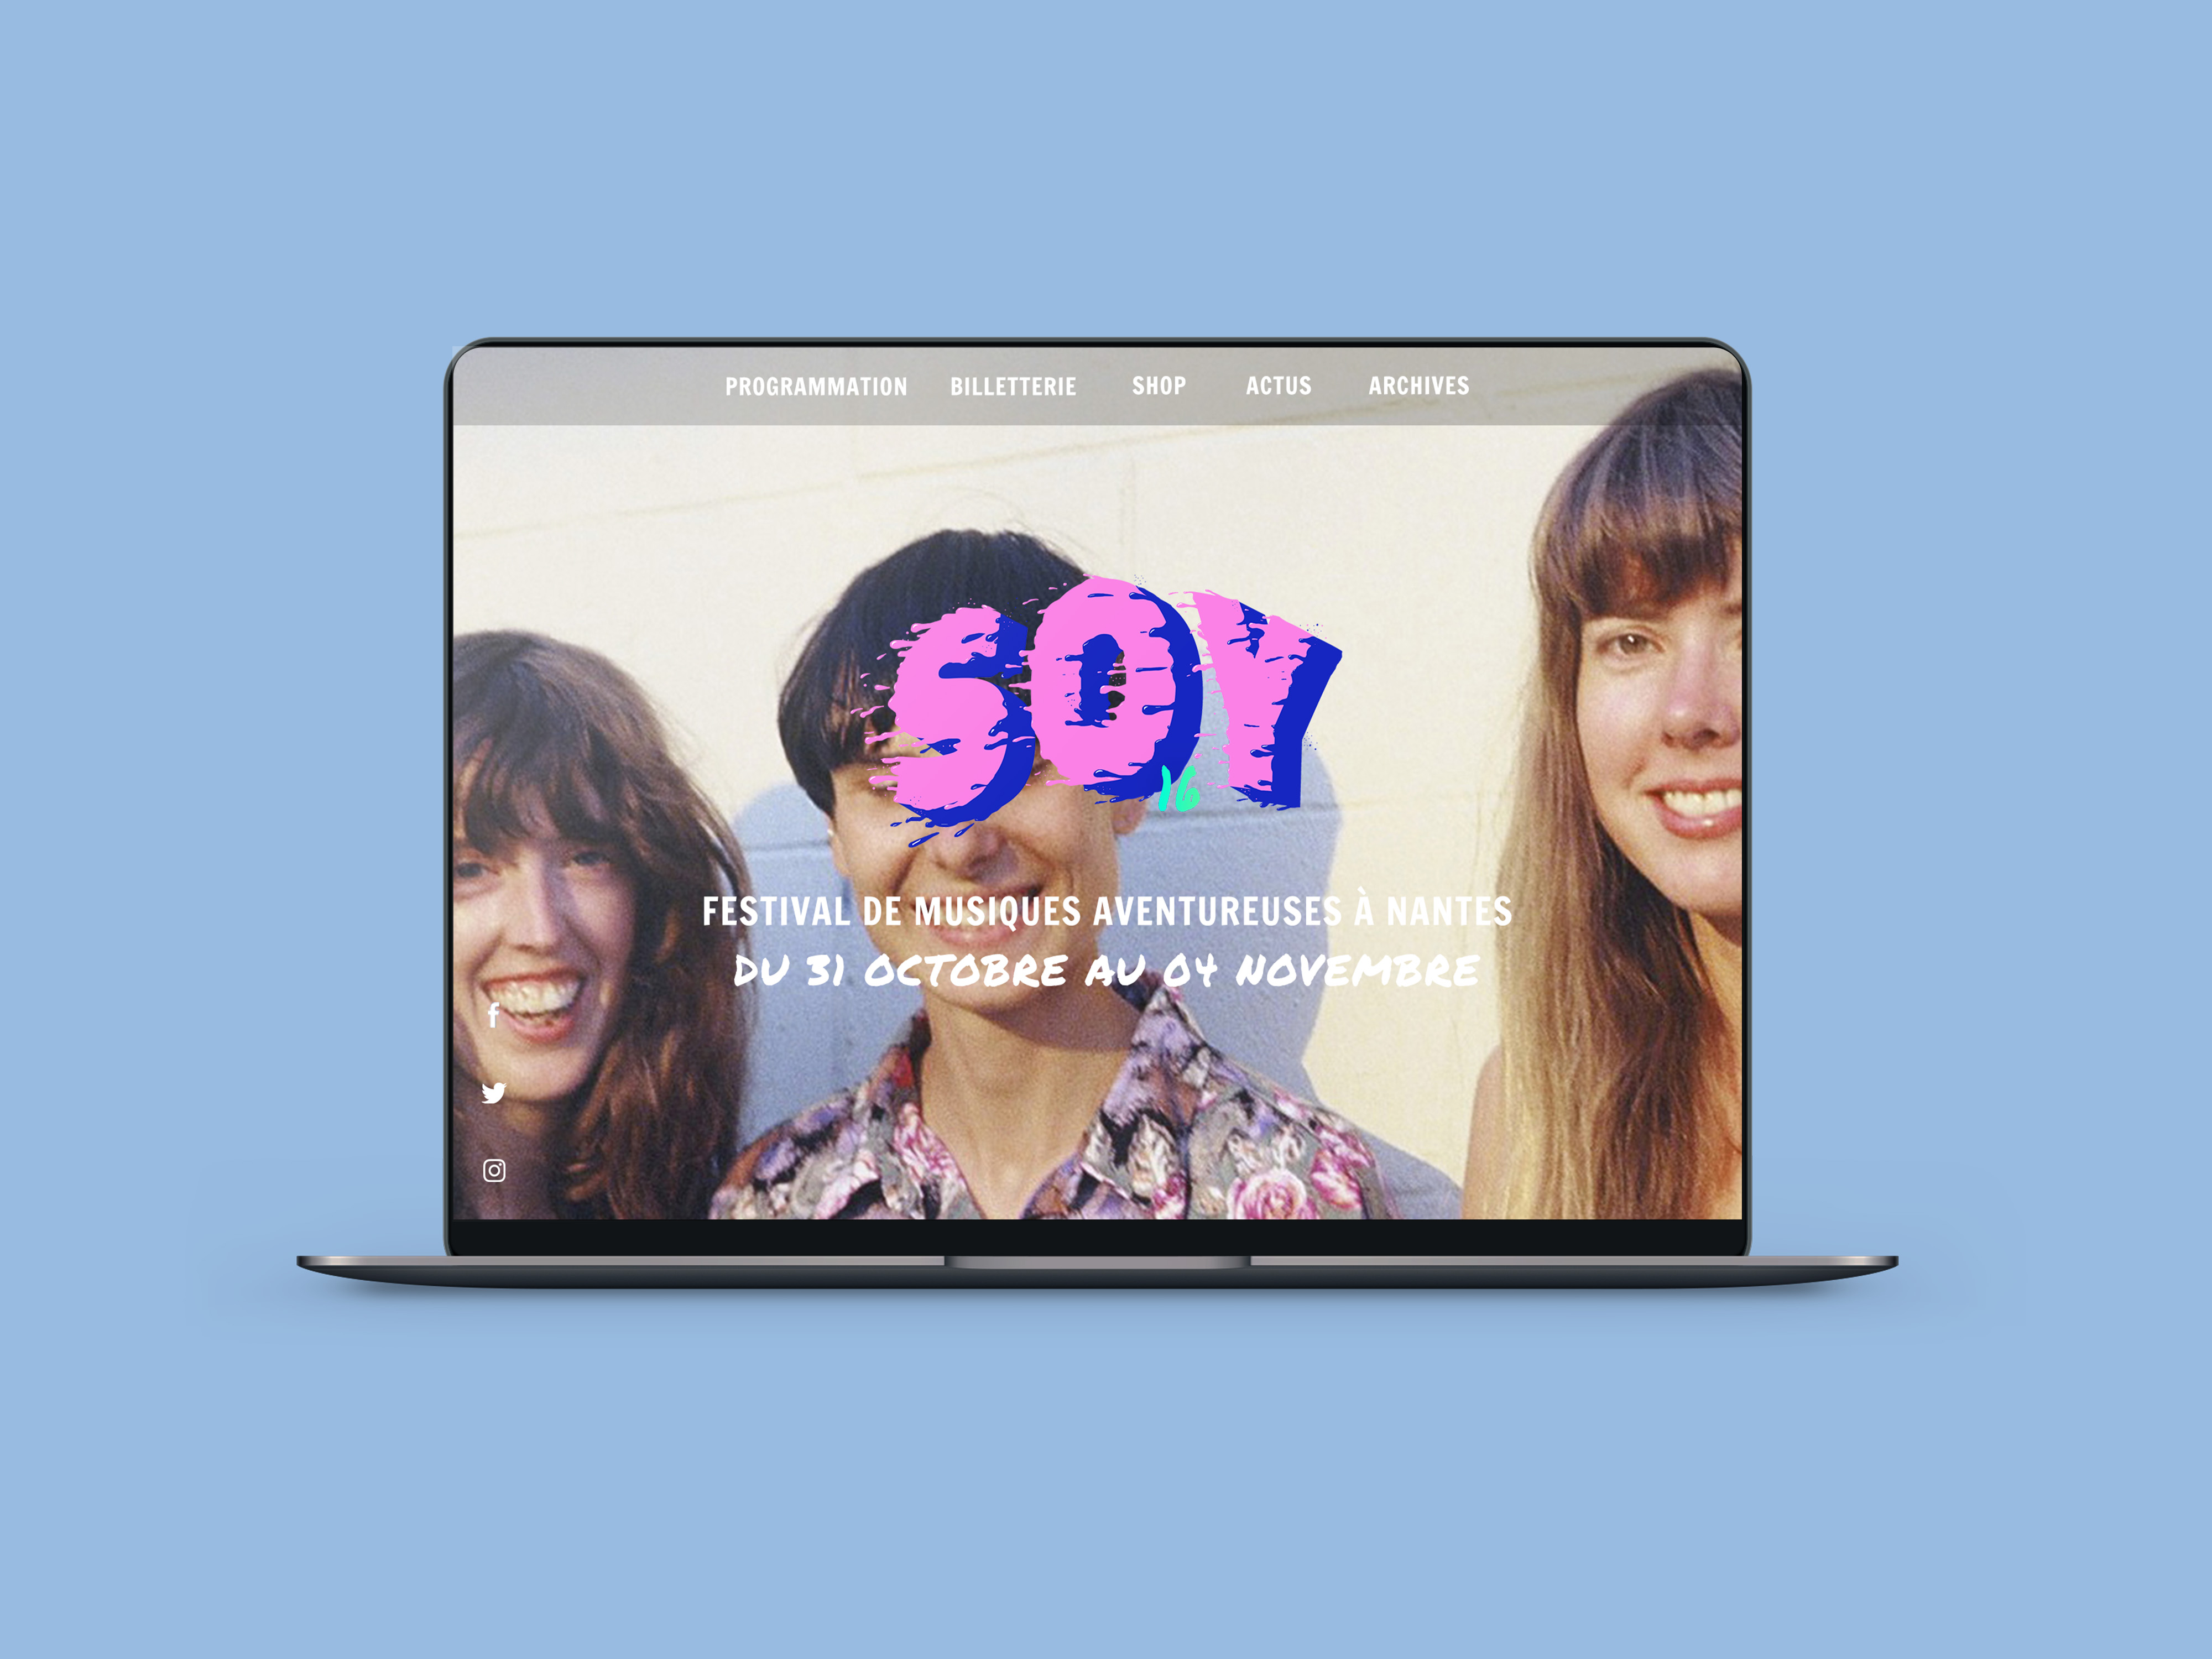 PROGRAMMATION BILLETTERIE SHOP ACTUS ARCHIVES
SOY
16
FESTIVAL DE MUSIQUES AVENTUREUSES À NANTES
DU 31 OCTOBRE AU 04 NOVEMBRE